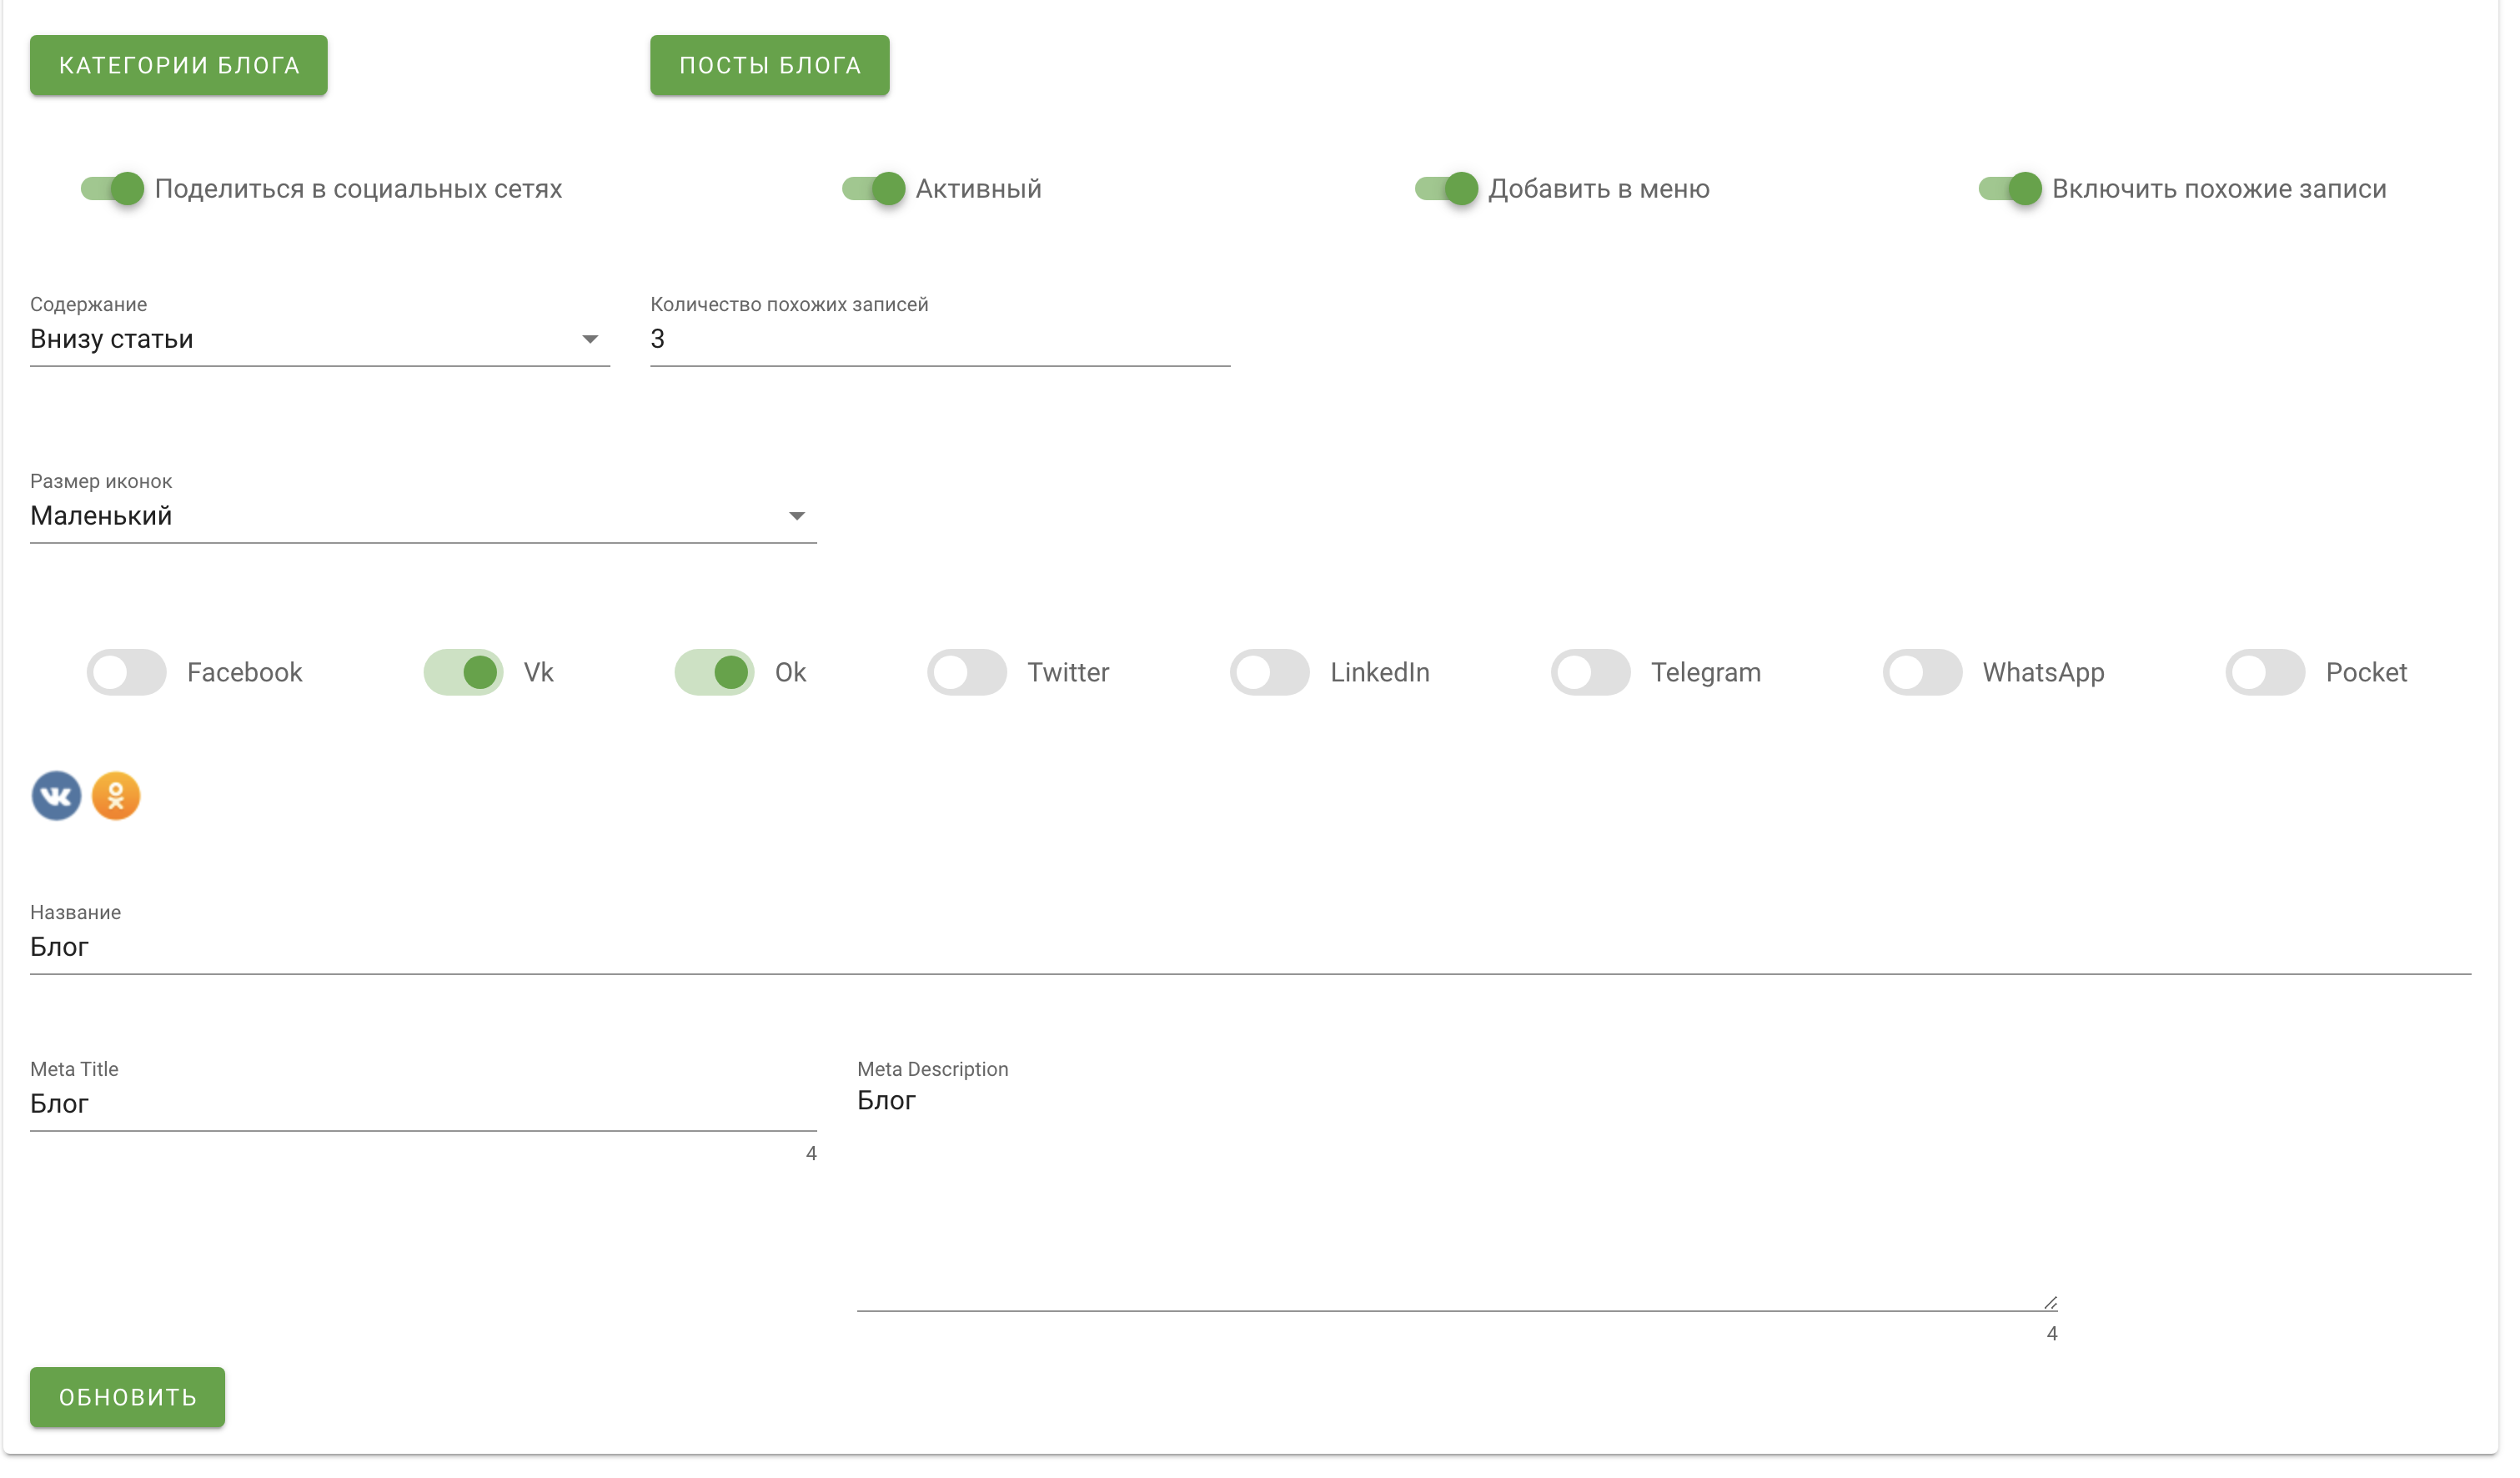 КАТЕГОРИИ БЛОГА
ПОСТЫ БЛОГА
Поделиться в социальных сетях
Активный
Добавить в меню
Включить похожие записи
Содержание
Внизу статьи
Количество похожих записей
3
Размер иконок
Маленький
Facebook
Vk
Ok
Twitter
LinkedIn
Telegram
WhatsApp
Pocket
Название
Блог
Meta Title
Блог
4
Meta Description
Блог
4
ОБНОВИТЬ